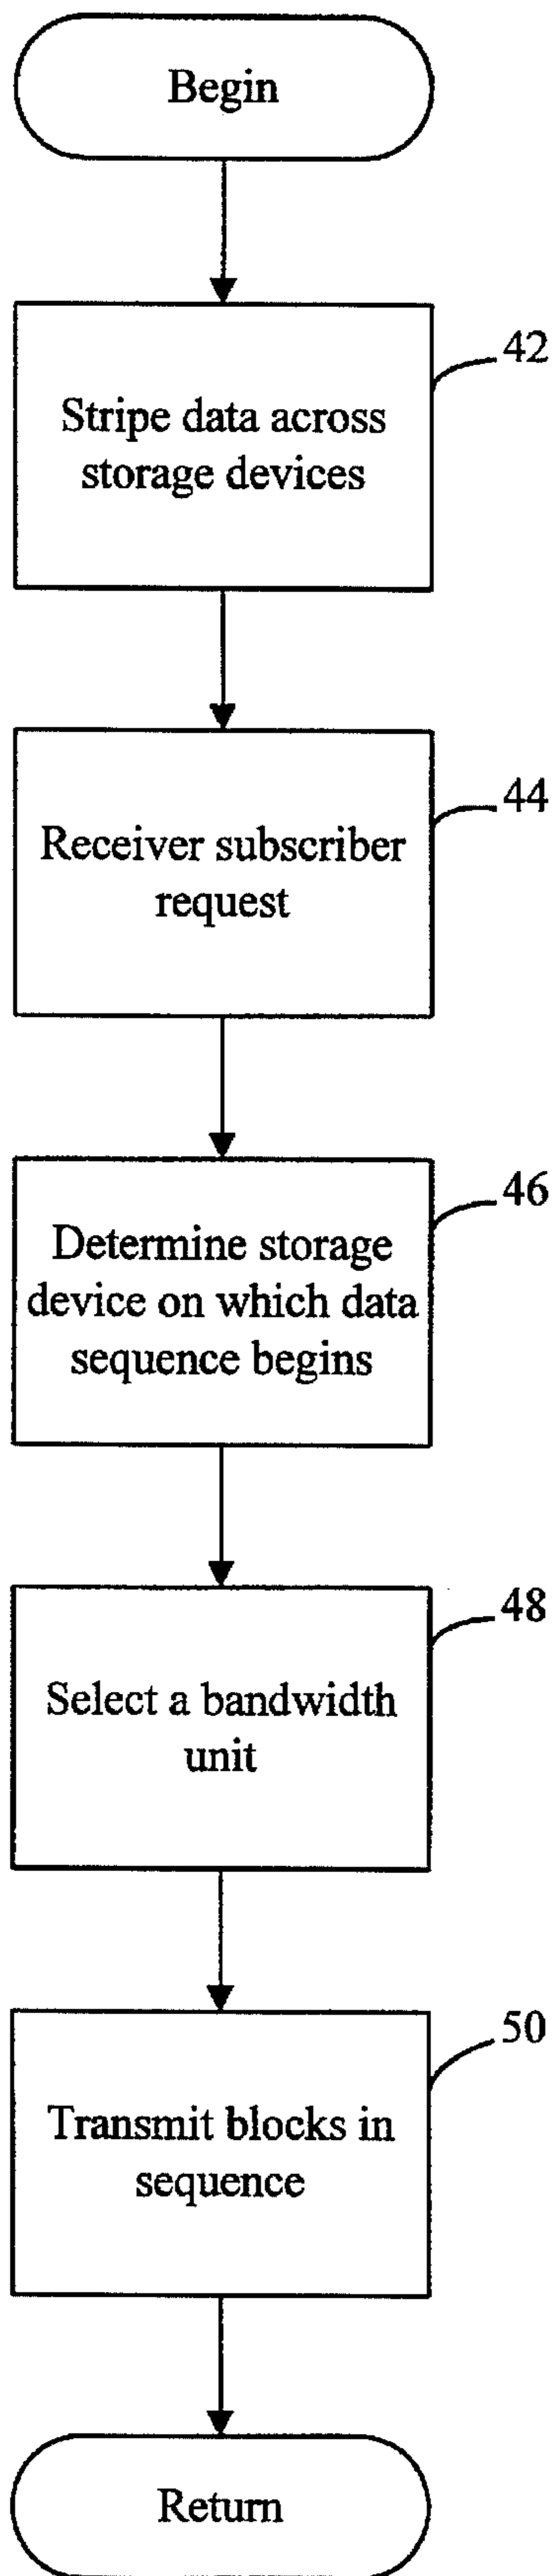 Begin
42
Stripe data across
storage devices
44
Receiver subscriber
request
46
Determine storage
device on which data
sequence begins
48
Select a bandwidth
unit
50
Transmit blocks in
sequence
Return